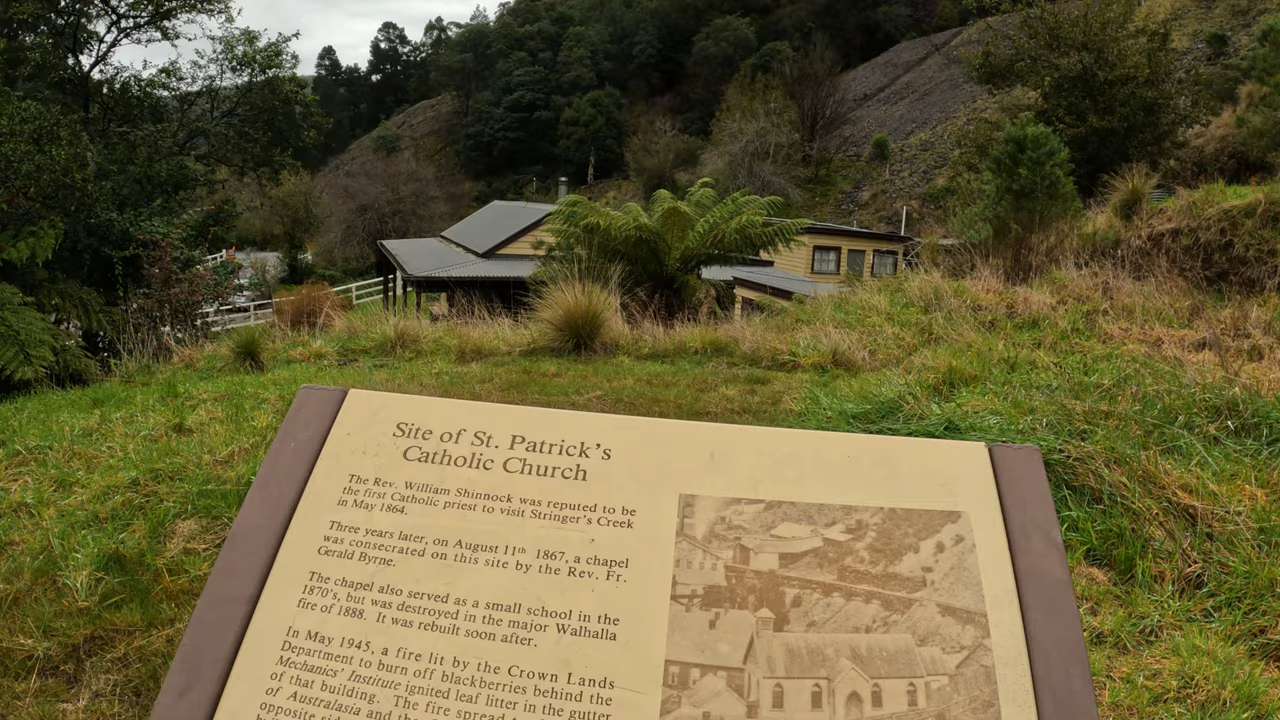 Site of St. Patrick's
Catholic Church
The Rev. William Shinnock was reputed to be
the first Catholic priest to visit Stringer's Creek
in May 1864.
Three years later, on August 11th 1867, a chapel
was consecrated on this site by the Rev. Fr.
Gerald Byrne.
The chapel also served as a small school in the
1870's, but was destroyed in the major Walhalla
fire of 1888. It was rebuilt soon after.
In May 1945, a fire lit by the Crown Lands
Department to burn off blackberries behind the
Mechanics' Institute ignited leaf litter in the gutter
of that building. The fire spread
of Australasia and the
opposite